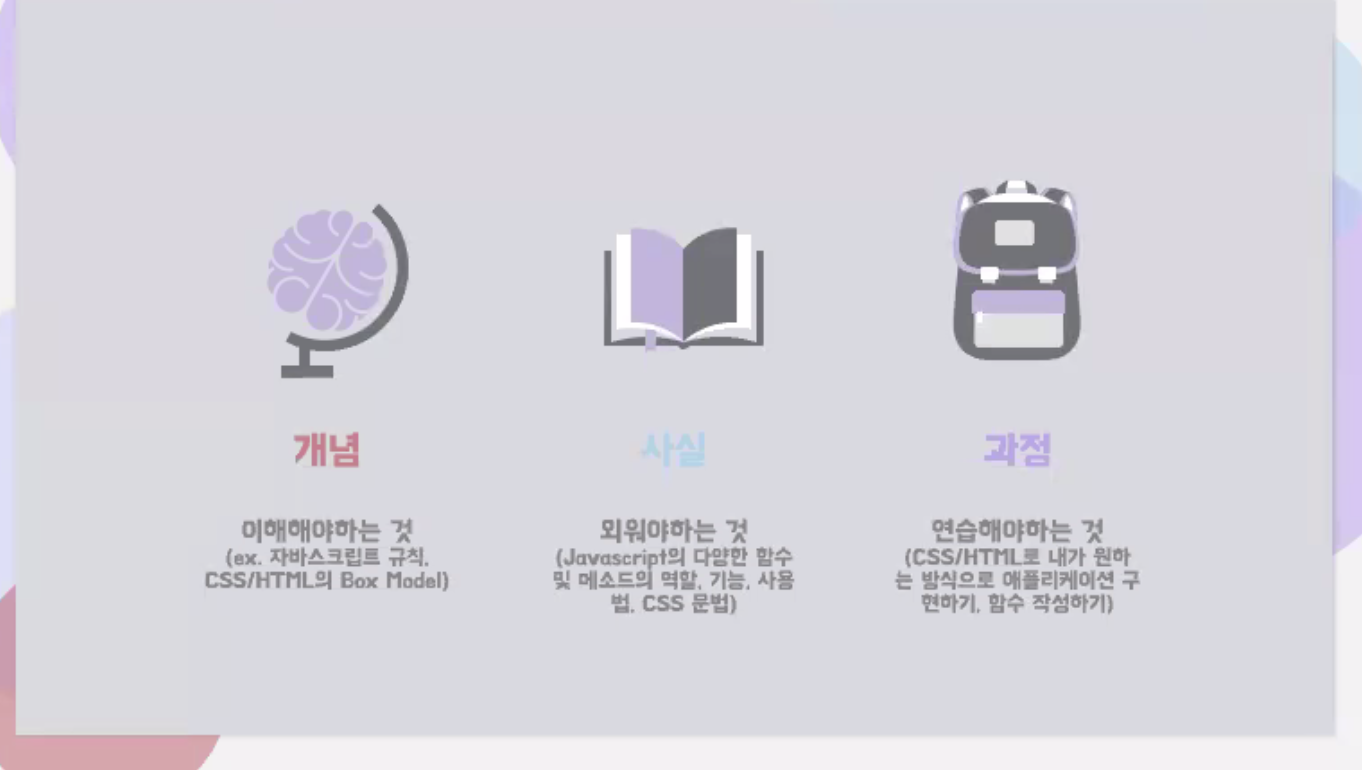 개념
이해해야하는 것
(ex. 자바스크립트 규칙,
CSS/HTML의 Box Model)
사실
외워야하는 것
(Javascript의 다양한 함수
및 메소드의 역할, 기능, 사용
법, CSS 문법)
과정
연습해야하는 것
(CSS/HTML로 내가 원하
는 방식으로 애플리케이션 구
현하기, 함수 작성하기)